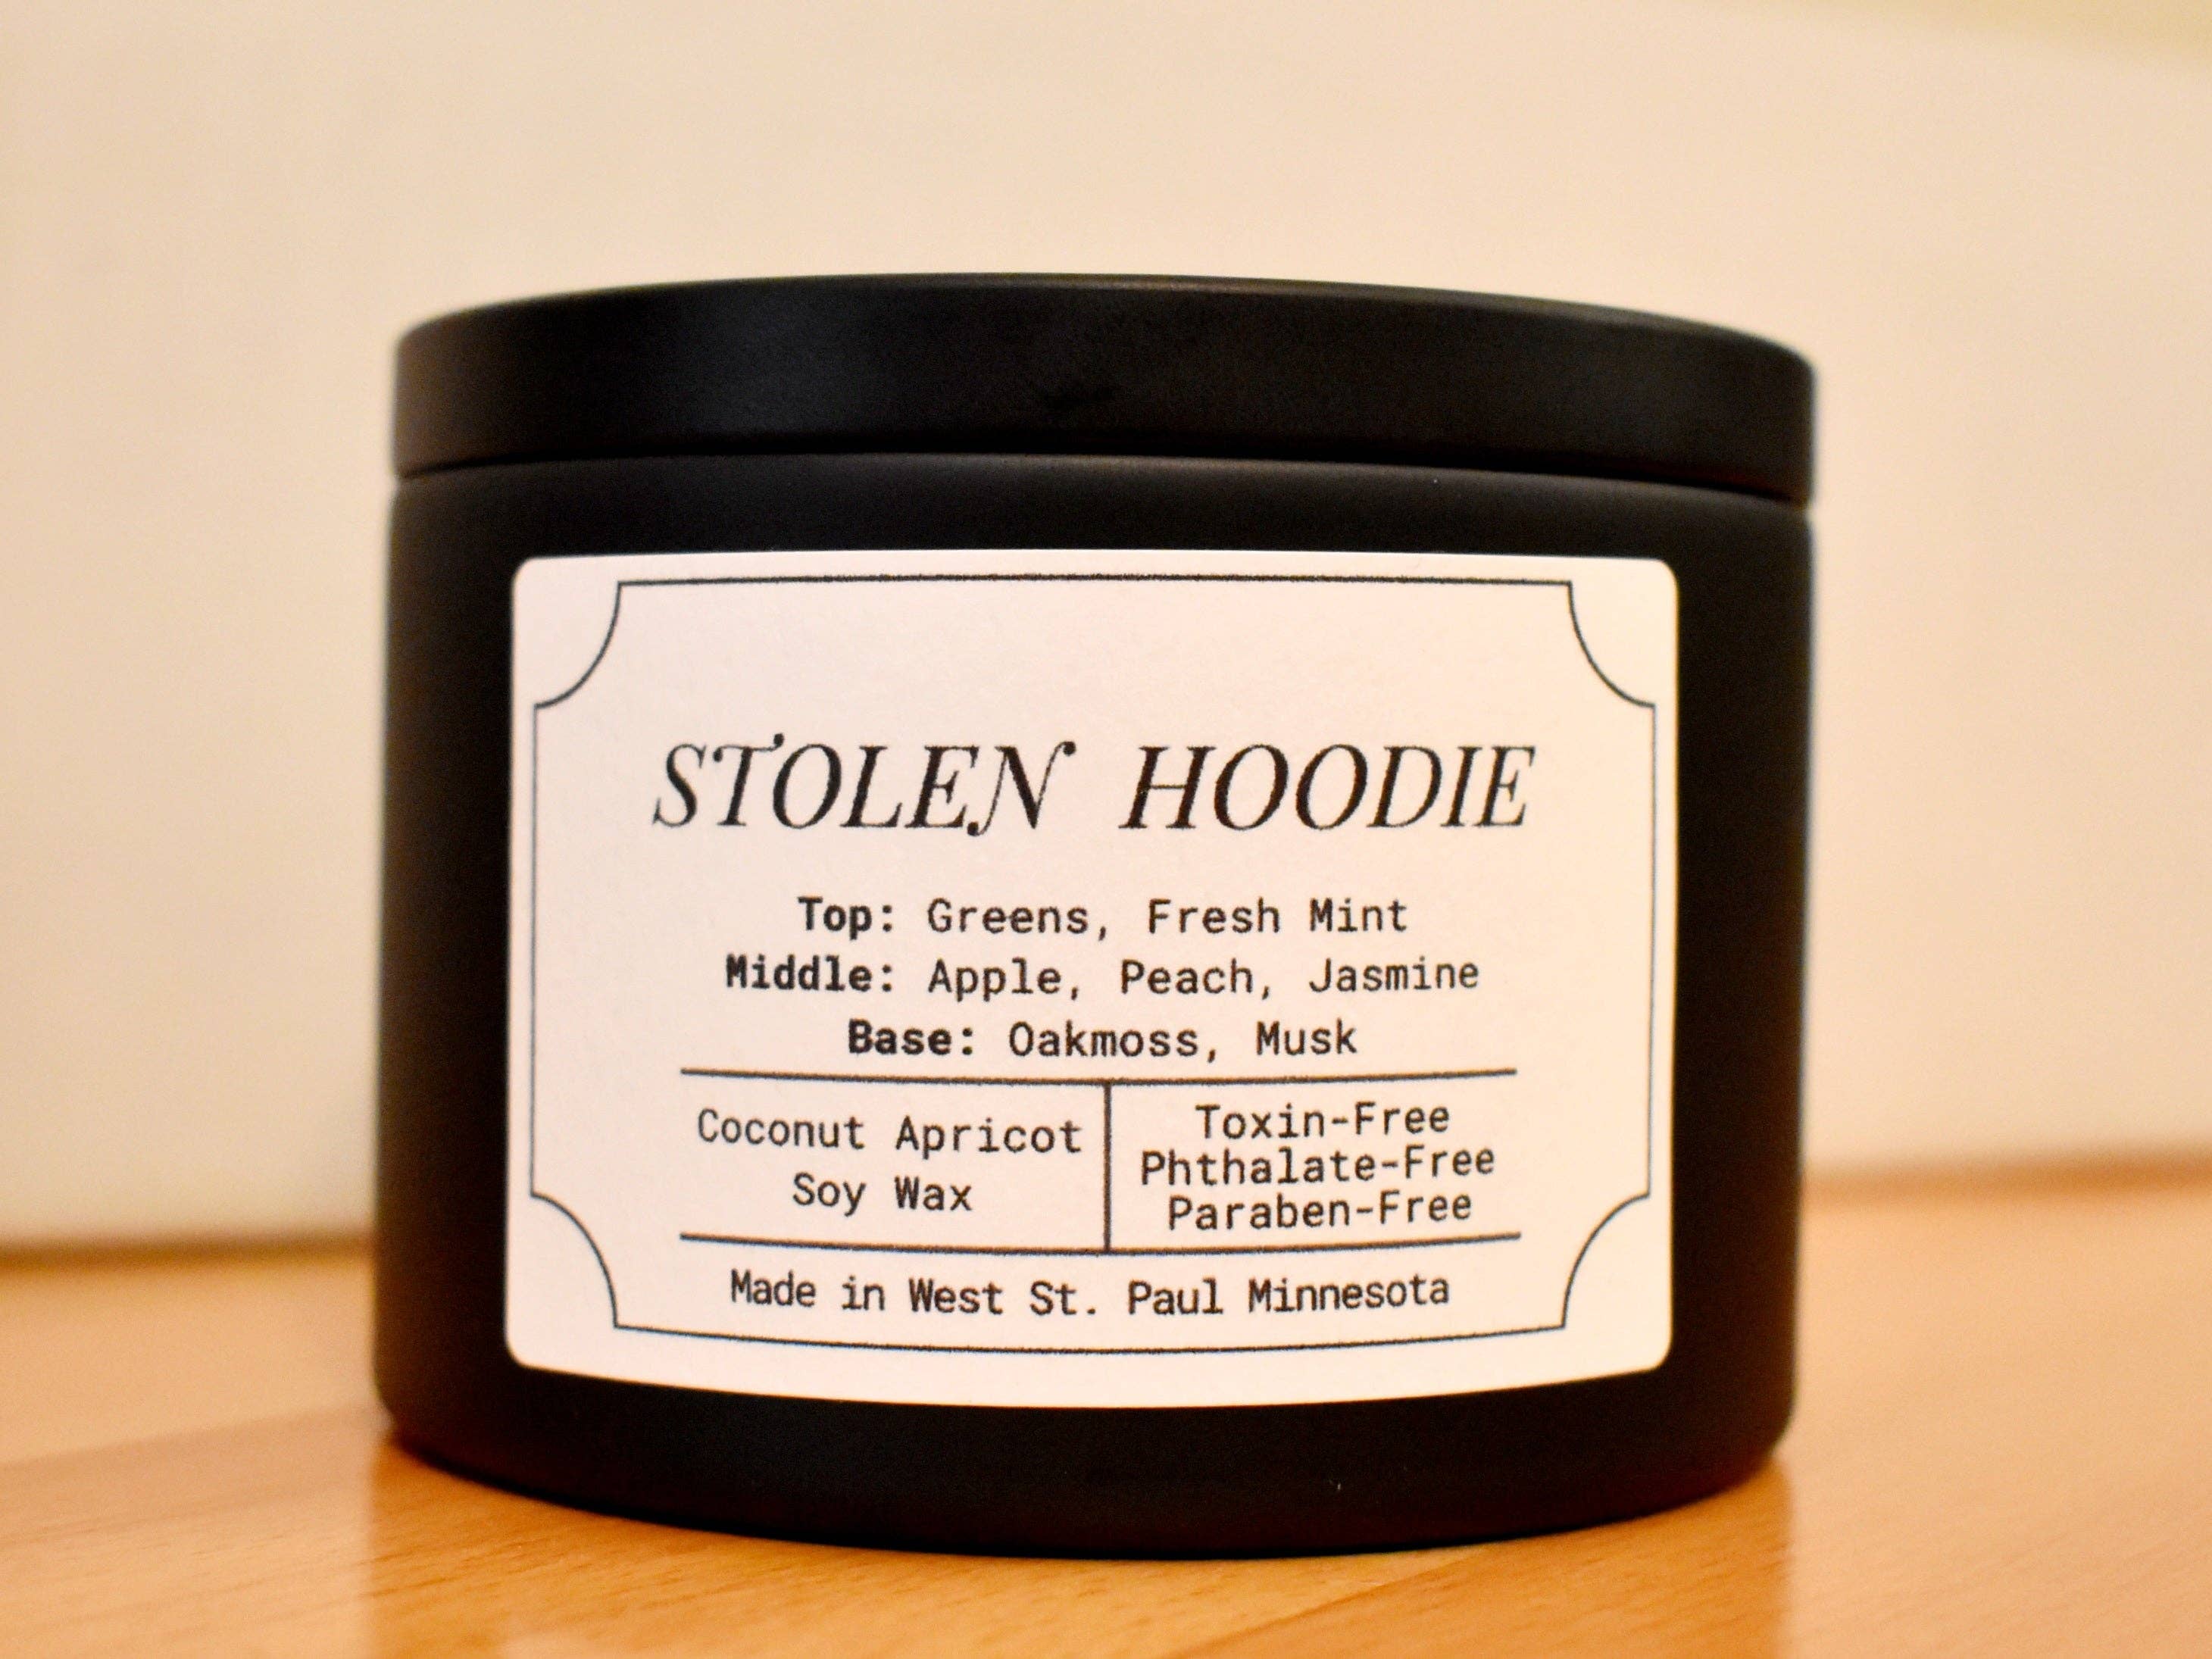 STOLEN HOODIE
Top: Greens, Fresh Mint
Middle: Apple, Peach, Jasmine
Base: Oakmoss, Musk
Coconut Apricot
Soy Wax
Toxin-Free
Phthalate-Free
Paraben-Free
Made in West St. Paul Minnesota